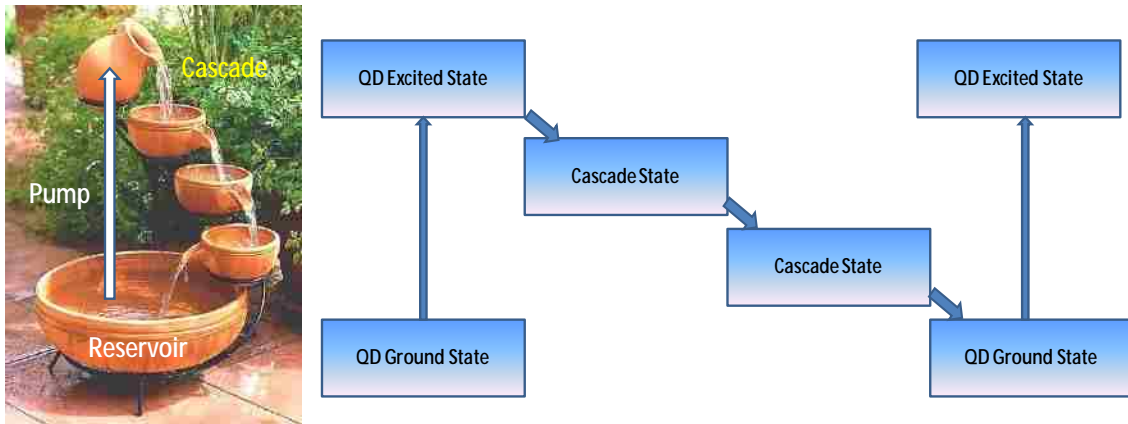 Cascade
Pump
Reservoir
QD Excited State
QD Excited State
Cascade State
Cascade State
QD Ground State
QD Ground State